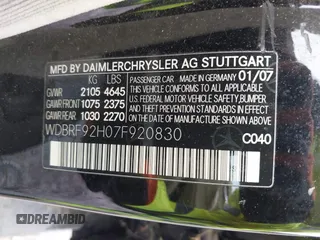 MFD BY DAIMLERCHRYSLER AG STUTTGART
KG LBS PASSENGER CAR MADE IN GERMANY 01/07
GVWR 2105 4645 THIS VEHICLE CONFORMS TO ALL APPLICABLE
GAWR FRONT 1075 2375 FEDERAL MOTOR VEHICLE SAFETY BUMPER
GAWR REAR 1030 2270 AND THEFT PREVENTION STANDARDS IN EFFECT
ON THE DATE OF MANUFACTURE SHOWN ABOVE
WDBRF92H07F920830
C040
DREAMBID